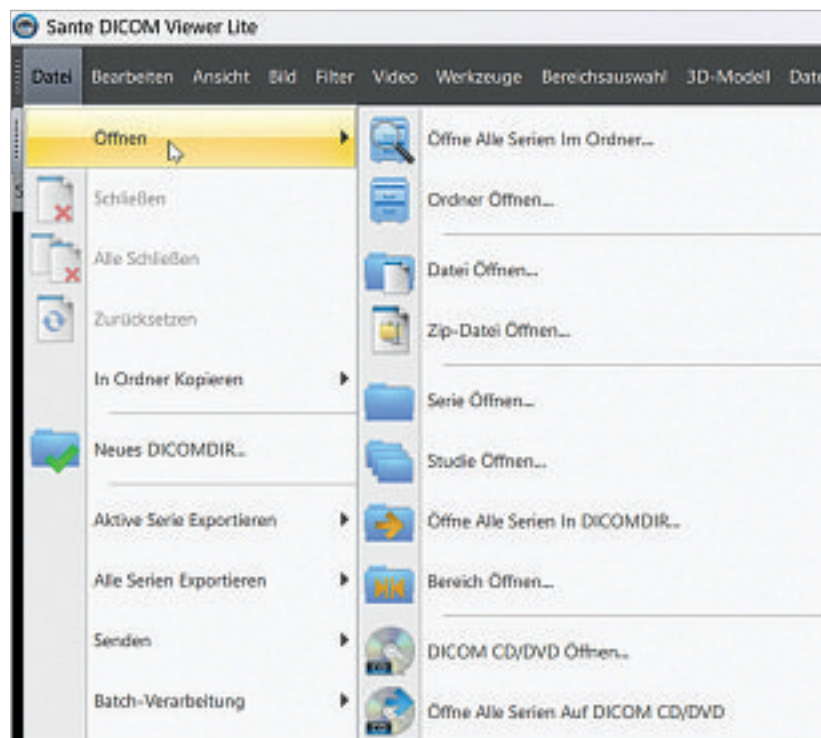 Sante DICOM Viewer Lite
Datei Bearbeiten Ansicht Bild Filter Video Werkzeuge Bereichsauswahl 3D-Modell Date
Öffnen
Schließen
Alle Schließen
Zurücksetzen
In Ordner Kopieren
Neues DICOMDIR...
Aktive Serie Exportieren
Alle Serien Exportieren
Senden
Batch-Verarbeitung
Öffne Alle Serien Im Ordner...
Ordner Öffnen...
Datei Öffnen...
Zip-Datei Öffnen...
Serie Öffnen...
Studie Öffnen...
Öffne Alle Serien In DICOMDIR...
Bereich Öffnen...
DICOM CD/DVD Öffnen...
Öffne Alle Serien Auf DICOM CD/DVD